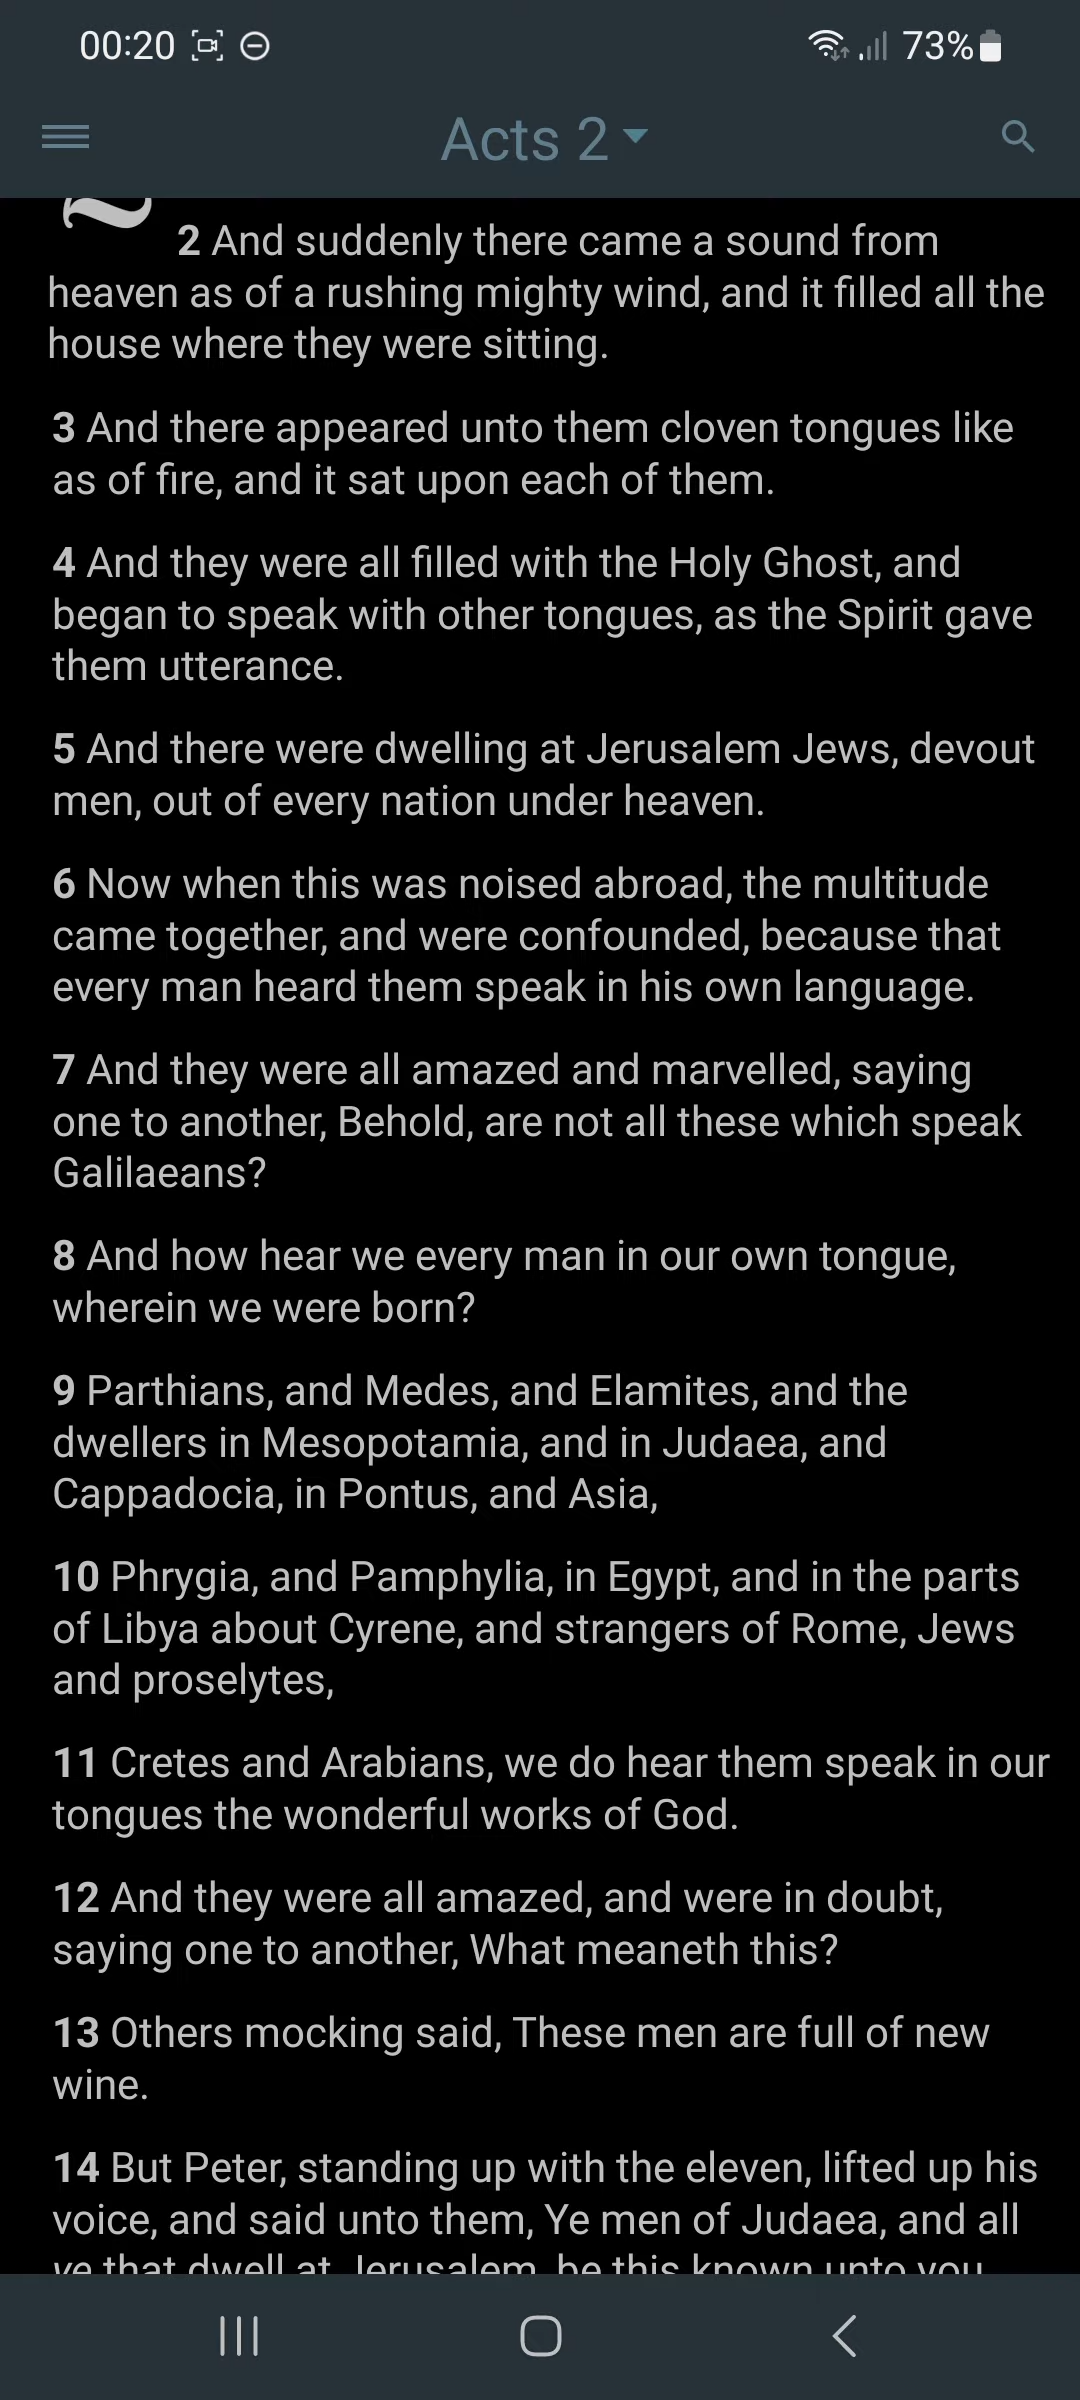 00:20
73%
Acts 2
2 And suddenly there came a sound from
heaven as of a rushing mighty wind, and it filled all the
house where they were sitting.
3 And there appeared unto them cloven tongues like
as of fire, and it sat upon each of them.
4 And they were all filled with the Holy Ghost, and
began to speak with other tongues, as the Spirit gave
them utterance.
5 And there were dwelling at Jerusalem Jews, devout
men, out of every nation under heaven.
6 Now when this was noised abroad, the multitude
came together, and were confounded, because that
every man heard them speak in his own language.
7 And they were all amazed and marvelled, saying
one to another, Behold, are not all these which speak
Galilaeans?
8 And how hear we every man in our own tongue,
wherein we were born?
9 Parthians, and Medes, and Elamites, and the
dwellers in Mesopotamia, and in Judaea, and
Cappadocia, in Pontus, and Asia,
10 Phrygia, and Pamphylia, in Egypt, and in the parts
of Libya about Cyrene, and strangers of Rome, Jews
and proselytes,
11 Cretes and Arabians, we do hear them speak in our
tongues the wonderful works of God.
12 And they were all amazed, and were in doubt,
saying one to another, What meaneth this?
13 Others mocking said, These men are full of new
wine.
14 But Peter, standing up with the eleven, lifted up his
voice, and said unto them, Ye men of Judaea, and all
ye that dwell at Jerusalem, be this known unto you,